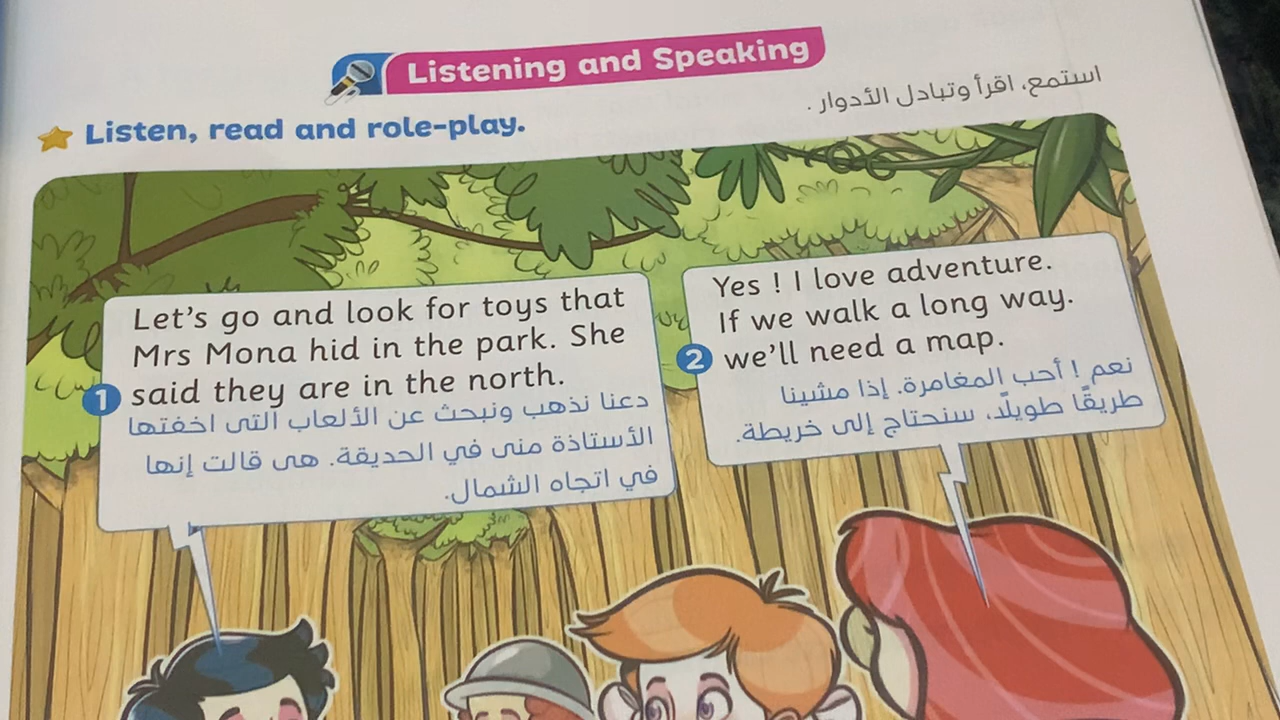 Listening and Speaking
استمع، اقرأ وتبادل الأدوار .
Listen, read and role-play.
Let's go and look for toys that
Mrs Mona hid in the park. She
1 said they are in the north.
دعنا نذهب ونبحث عن الألعاب التى اخفتها
الأستاذة منى في الحديقة. هى قالت إنها
في اتجاه الشمال.
Yes ! I love adventure.
If we walk a long way.
2 we'll need a map.
نعم ! أحب المغامرة. إذا مشينا
طريقًا طويلًا، سنحتاج إلى خريطة.